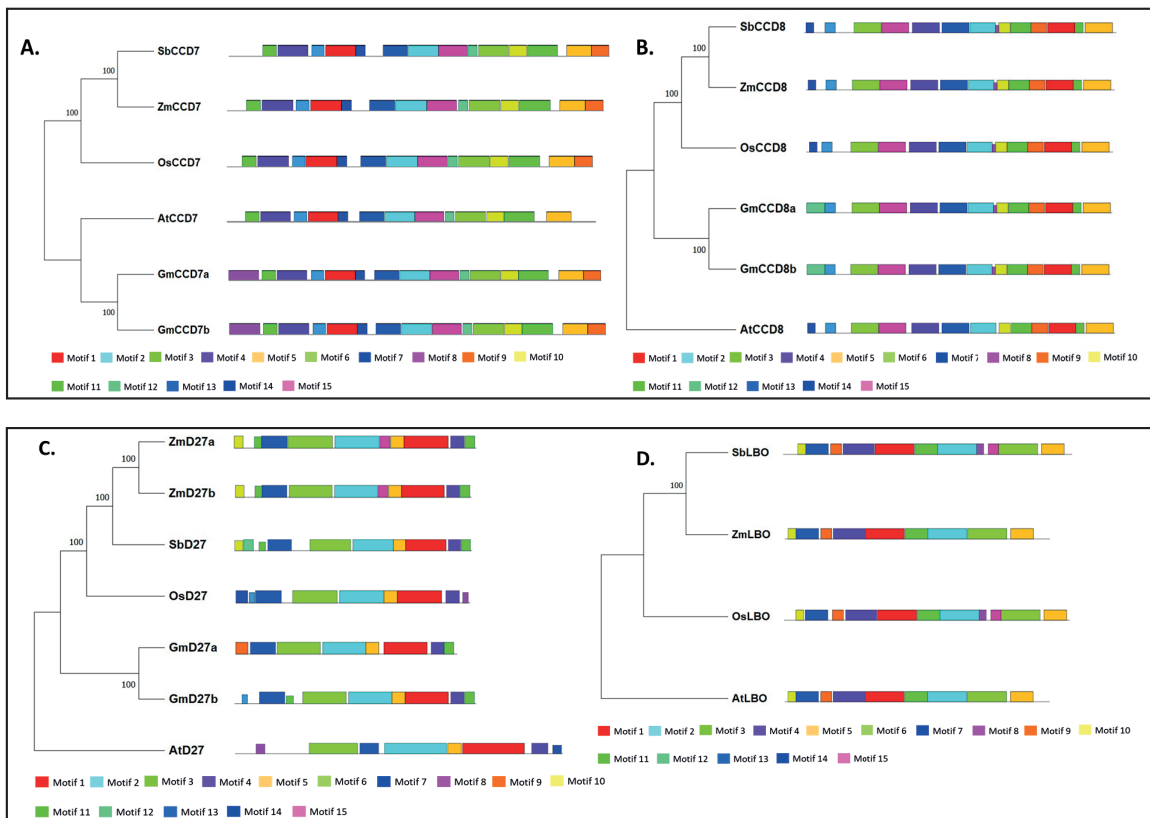 A.
SbCCD7
100
ZmCCD7
100
OsCCD7
AtCCD7
GmCCD7a
100
GmCCD7b
Motif 1 Motif 2 Motif 3 Motif 4 Motif 5 Motif 6 Motif 7 Motif 8 Motif 9 Motif 10
Motif 11 Motif 12 Motif 13 Motif 14 Motif 15
B.
SbCCD8
100
ZmCCD8
100
OsCCD8
GmCCD8a
100
GmCCD8b
AtCCD8
Motif 1 Motif 2 Motif 3 Motif 4 Motif 5 Motif 6 Motif 7 Motif 8 Motif 9 Motif 10
Motif 11 Motif 12 Motif 13 Motif 14 Motif 15
C.
ZmD27a
100
ZmD27b
100
SbD27
100
OsD27
GmD27a
100
GmD27b
AtD27
Motif 1 Motif 2 Motif 3 Motif 4 Motif 5 Motif 6 Motif 7 Motif 8 Motif 9 Motif 10
Motif 11 Motif 12 Motif 13 Motif 14 Motif 15
D.
SbLBO
100
ZmLBO
OsLBO
AtLBO
Motif 1 Motif 2 Motif 3 Motif 4 Motif 5 Motif 6 Motif 7 Motif 8 Motif 9 Motif 10
Motif 11 Motif 12 Motif 13 Motif 14 Motif 15